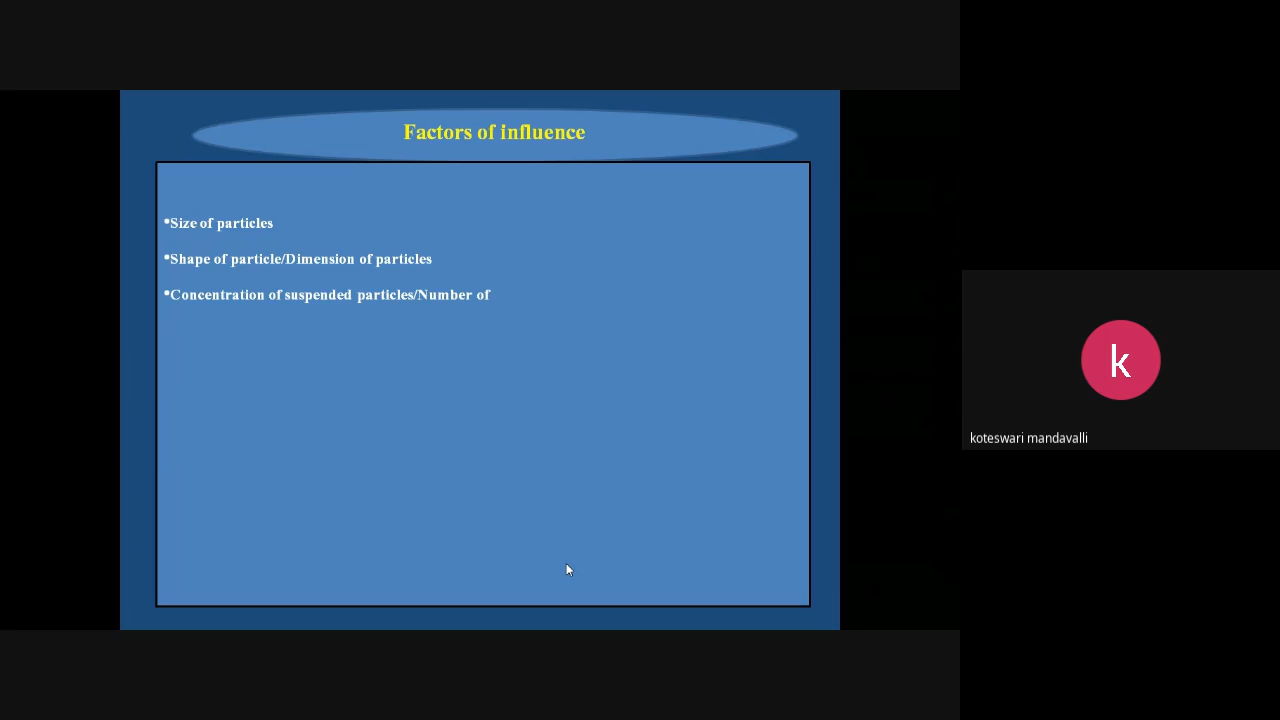 Factors of influence
•Size of particles
•Shape of particle/Dimension of particles
•Concentration of suspended particles/Number of
k
koteswari mandavalli